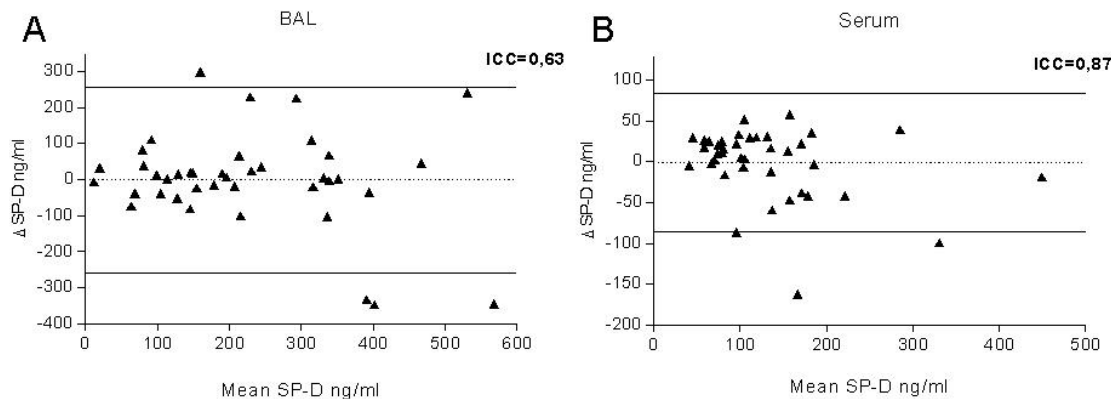 A
BAL
ICC=0,63
300
200
100
0
-100
-200
-300
-400
Δ SP-D ng/ml
0 100 200 300 400 500 600
Mean SP-D ng/ml
B
Serum
ICC=0,87
100
50
0
-50
-100
-150
-200
Δ SP-D ng/ml
0 100 200 300 400 500
Mean SP-D ng/ml